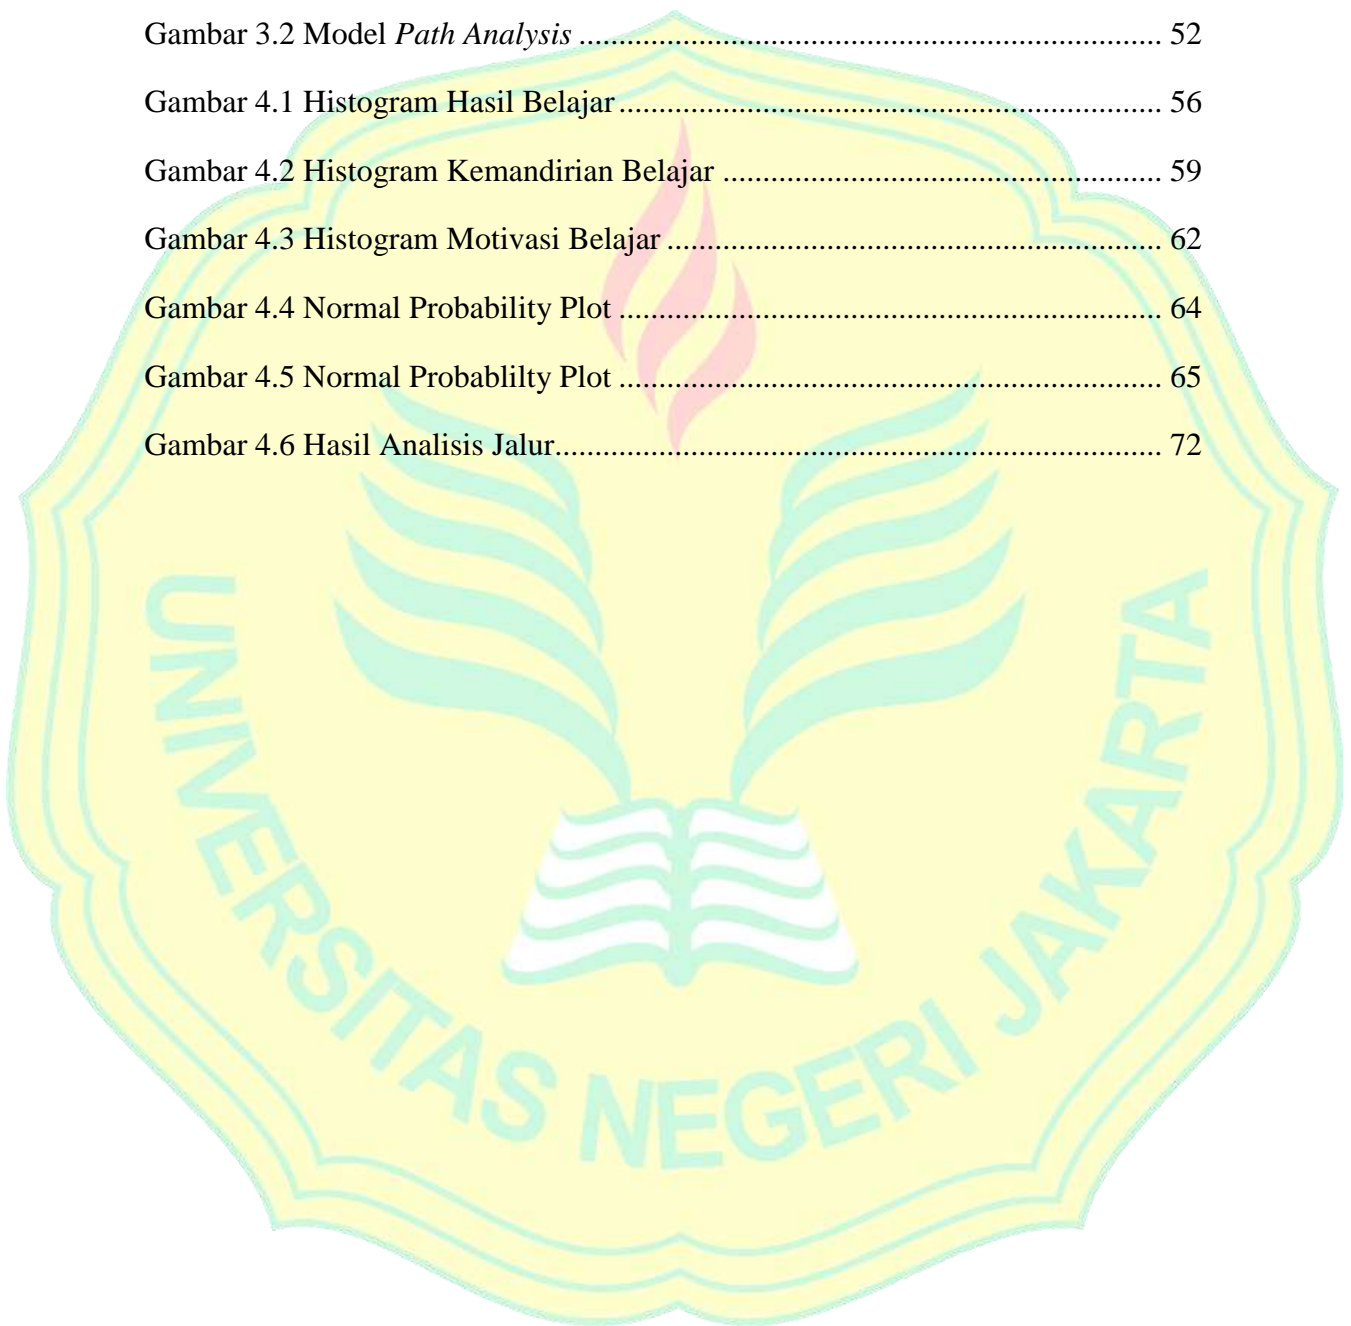 Gambar 3.2 Model Path Analysis ........................................................................ 52
Gambar 4.1 Histogram Hasil Belajar ................................................................... 56
Gambar 4.2 Histogram Kemandirian Belajar ...................................................... 59
Gambar 4.3 Histogram Motivasi Belajar ............................................................. 62
Gambar 4.4 Normal Probability Plot ................................................................... 64
Gambar 4.5 Normal Probablilty Plot ................................................................... 65
Gambar 4.6 Hasil Analisis Jalur........................................................................... 72
UNIVERSITAS NEGERI JAKARTA